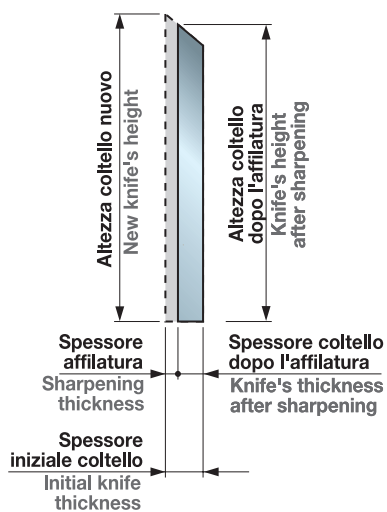 Altezza coltello nuovo
New knife's height
Altezza coltello
dopo l'affilatura
Knife's height
after sharpening
Spessore
affilatura
Sharpening
thickness
Spessore coltello
dopo l'affilatura
Knife's thickness
after sharpening
Spessore
iniziale coltello
Initial knife
thickness